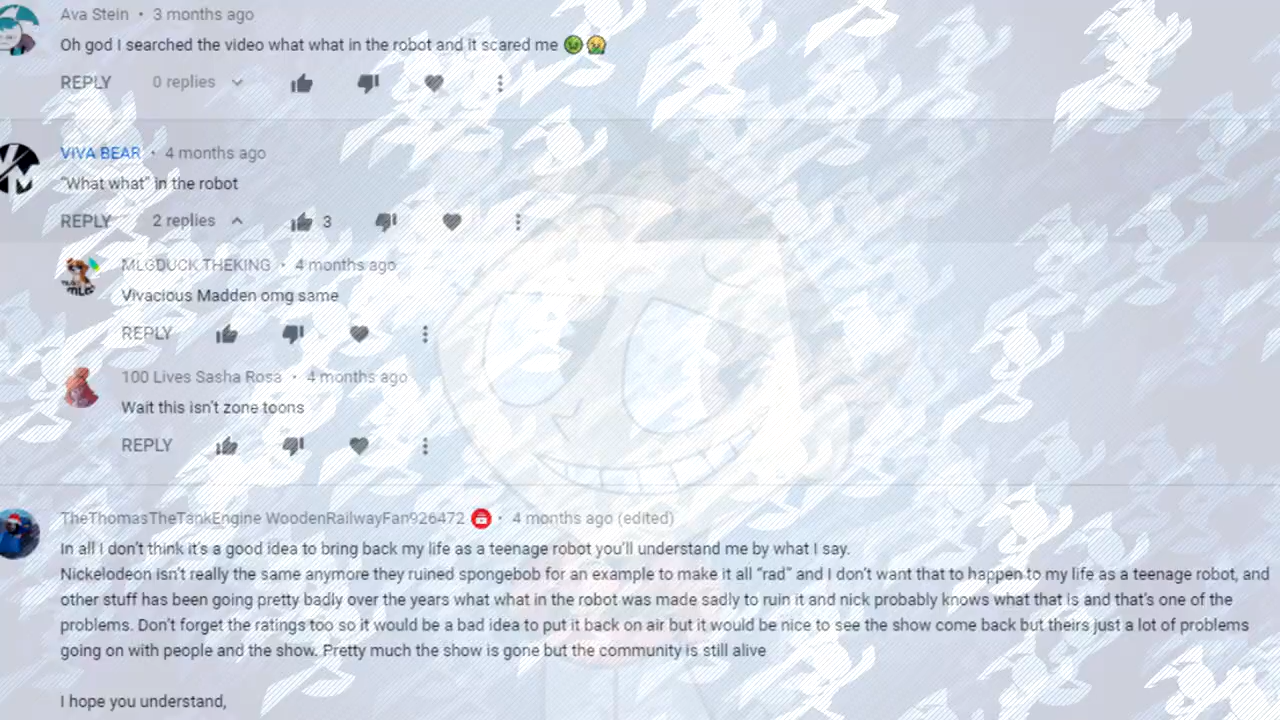 Ava Stein • 3 months ago
Oh god I searched the video what what in the robot and it scared me 🤢🤮
REPLY 0 replies
VIVA BEAR • 4 months ago
“What what” in the robot
REPLY 2 replies 3
MLGDUCK THEKING • 4 months ago
Vivacious Madden omg same
REPLY
100 Lives Sasha Rosa • 4 months ago
Wait this isn’t zone toons
REPLY
TheThomasTheTankEngine WoodenRailwayFan926472 • 4 months ago (edited)
In all I don’t think it’s a good idea to bring back my life as a teenage robot you’ll understand me by what I say.
Nickelodeon isn’t really the same anymore they ruined spongebob for an example to make it all “rad” and I don’t want that to happen to my life as a teenage robot, and
other stuff has been going pretty badly over the years what what in the robot was made sadly to ruin it and nick probably knows what that is and that’s one of the
problems. Don’t forget the ratings too so it would be a bad idea to put it back on air but it would be nice to see the show come back but theirs just a lot of problems
going on with people and the show. Pretty much the show is gone but the community is still alive
I hope you understand,